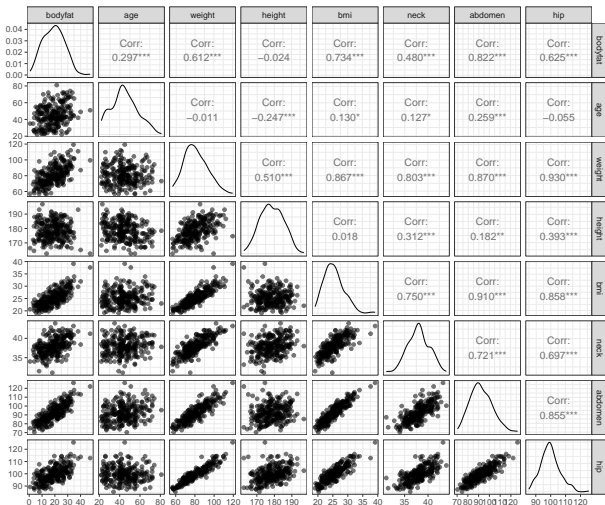 bodyfat age weight height bmi neck abdomen hip
0.04
0.03
0.02
0.01
0.00
Corr:
0.297***
Corr:
0.612***
Corr:
−0.024
Corr:
0.734***
Corr:
0.480***
Corr:
0.822***
Corr:
0.625***
bodyfat
80
60
40
20
Corr:
−0.011
Corr:
−0.247***
Corr:
0.130*
Corr:
0.127*
Corr:
0.259***
Corr:
−0.055
age
120
100
80
60
Corr:
0.510***
Corr:
0.867***
Corr:
0.803***
Corr:
0.870***
Corr:
0.930***
weight
190
180
170
Corr:
0.018
Corr:
0.312***
Corr:
0.182**
Corr:
0.393***
height
40
35
30
25
20
Corr:
0.750***
Corr:
0.910***
Corr:
0.858***
bmi
40
35
Corr:
0.721***
Corr:
0.697***
neck
120
110
100
90
80
70
Corr:
0.855***
abdomen
120
110
100
90
hip
0 10 20 30 40
20 40 60 80
60 80 100 120
170 180 190
20 25 30 35 40
35 40
70 80 90 100 110 120
90 100 110 120